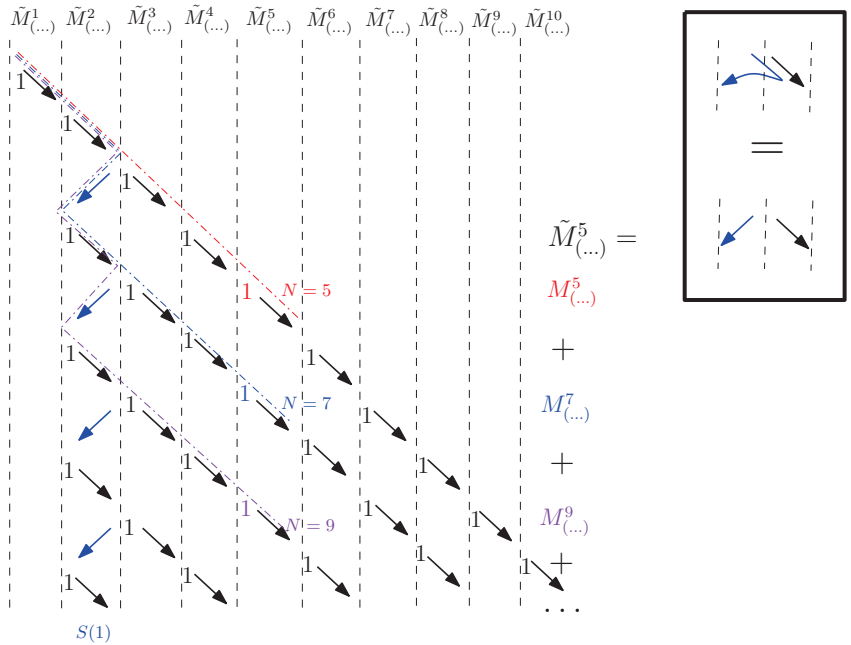 M̃¹₍...₎ M̃²₍...₎ M̃³₍...₎ M̃⁴₍...₎ M̃⁵₍...₎ M̃⁶₍...₎ M̃⁷₍...₎ M̃⁸₍...₎ M̃⁹₍...₎ M̃¹⁰₍...₎
1
1
=
1
1
1
M̃⁵₍...₎ =
1 1 1 N = 5 M⁵₍...₎
1 1 +
1 1 N = 7 M⁷₍...₎
1 1
1 1 1 +
1 1 1 N = 9 M⁹₍...₎
1 1 1 1 +
1 1
. . .
S(1)